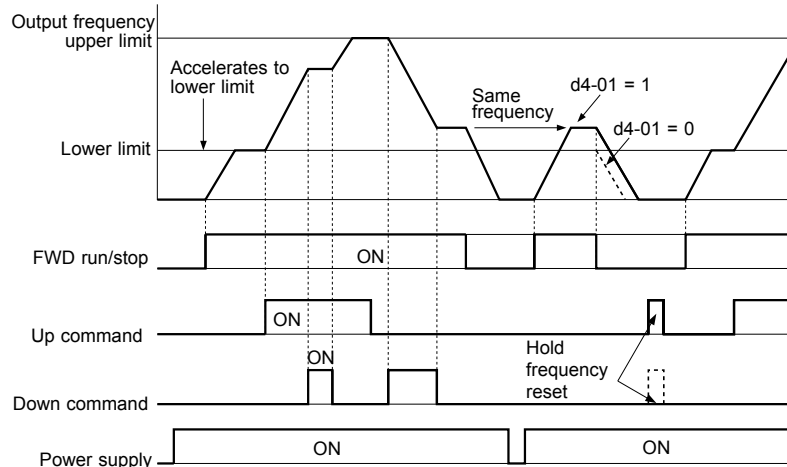 Output frequency
upper limit
Accelerates to
lower limit
Same
frequency
d4-01 = 1
d4-01 = 0
Lower limit
FWD run/stop
ON
Up command
ON
ON
Hold
frequency
reset
Down command
Power supply
ON
ON